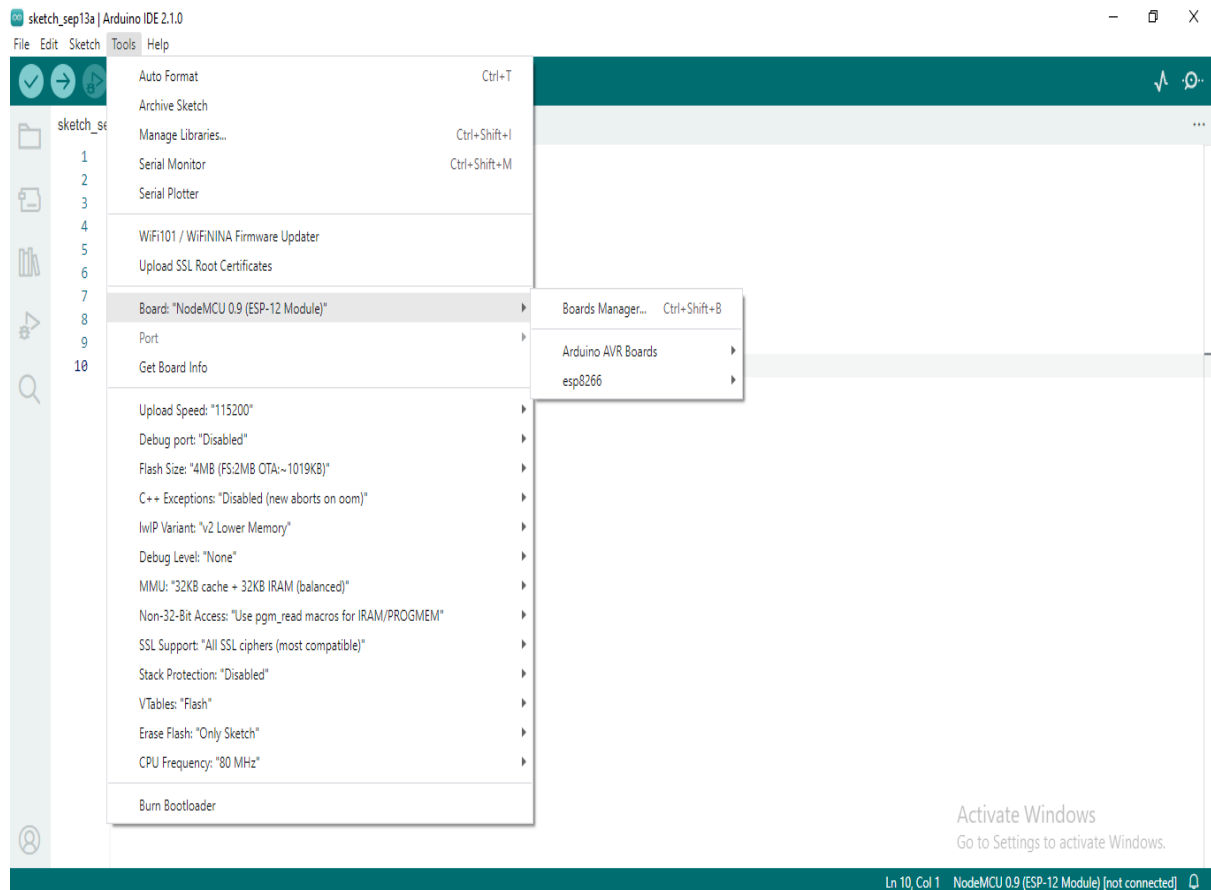 sketch_sep13a | Arduino IDE 2.1.0
File Edit Sketch Tools Help
sketch_se
Auto Format Ctrl+T
Archive Sketch
Manage Libraries... Ctrl+Shift+I
Serial Monitor Ctrl+Shift+M
Serial Plotter
WiFi101 / WiFiNINA Firmware Updater
Upload SSL Root Certificates
Board: "NodeMCU 0.9 (ESP-12 Module)"
Port
Get Board Info
Upload Speed: "115200"
Debug port: "Disabled"
Flash Size: "4MB (FS:2MB OTA:~1019KB)"
C++ Exceptions: "Disabled (new aborts on oom)"
lwIP Variant: "v2 Lower Memory"
Debug Level: "None"
MMU: "32KB cache + 32KB IRAM (balanced)"
Non-32-Bit Access: "Use pgm_read macros for IRAM/PROGMEM"
SSL Support: "All SSL ciphers (most compatible)"
Stack Protection: "Disabled"
VTables: "Flash"
Erase Flash: "Only Sketch"
CPU Frequency: "80 MHz"
Burn Bootloader
Boards Manager... Ctrl+Shift+B
Arduino AVR Boards
esp8266
1
2
3
4
5
6
7
8
9
10
Activate Windows
Go to Settings to activate Windows.
Ln 10, Col 1 NodeMCU 0.9 (ESP-12 Module) [not connected]